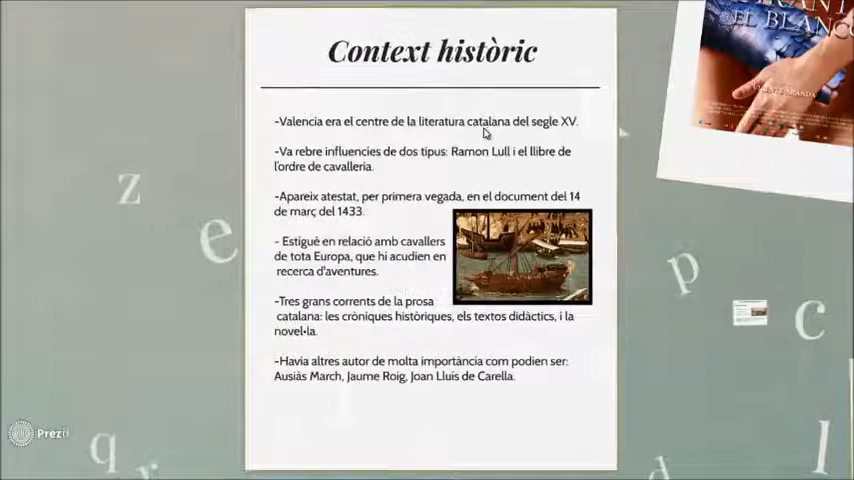 Context històric
-Valencia era el centre de la literatura catalana del segle XV.
-Va rebre influencies de dos tipus: Ramon Lull i el llibre de
l'ordre de cavalleria.
-Apareix atestat, per primera vegada, en el document del 14
de març del 1433.
- Estigué en relació amb cavallers
de tota Europa, que hi acudien en
recerca d'aventures.
-Tres grans corrents de la prosa
catalana: les cròniques històriques, els textos didàctics, i la
novel•la.
-Havia altres autor de molta importància com podien ser:
Ausiàs March, Jaume Roig, Joan Lluis de Carella.
EL BLANCO
VICENTE ARANDA
z
e
p
c
q
r
d
l
Prezi